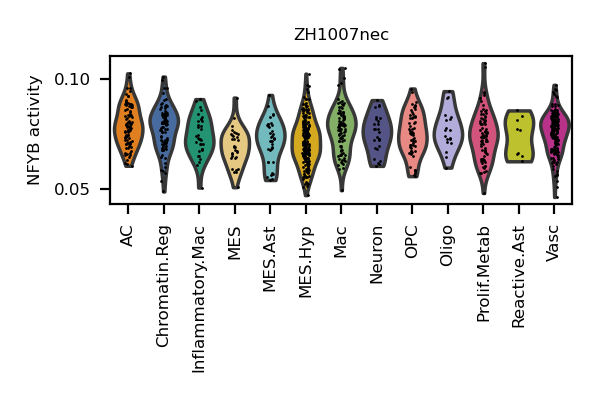 ZH1007nec
NFYB activity
0.10
0.05
AC
Chromatin.Reg
Inflammatory.Mac
MES
MES.Ast
MES.Hyp
Mac
Neuron
OPC
Oligo
Prolif.Metab
Reactive.Ast
Vasc